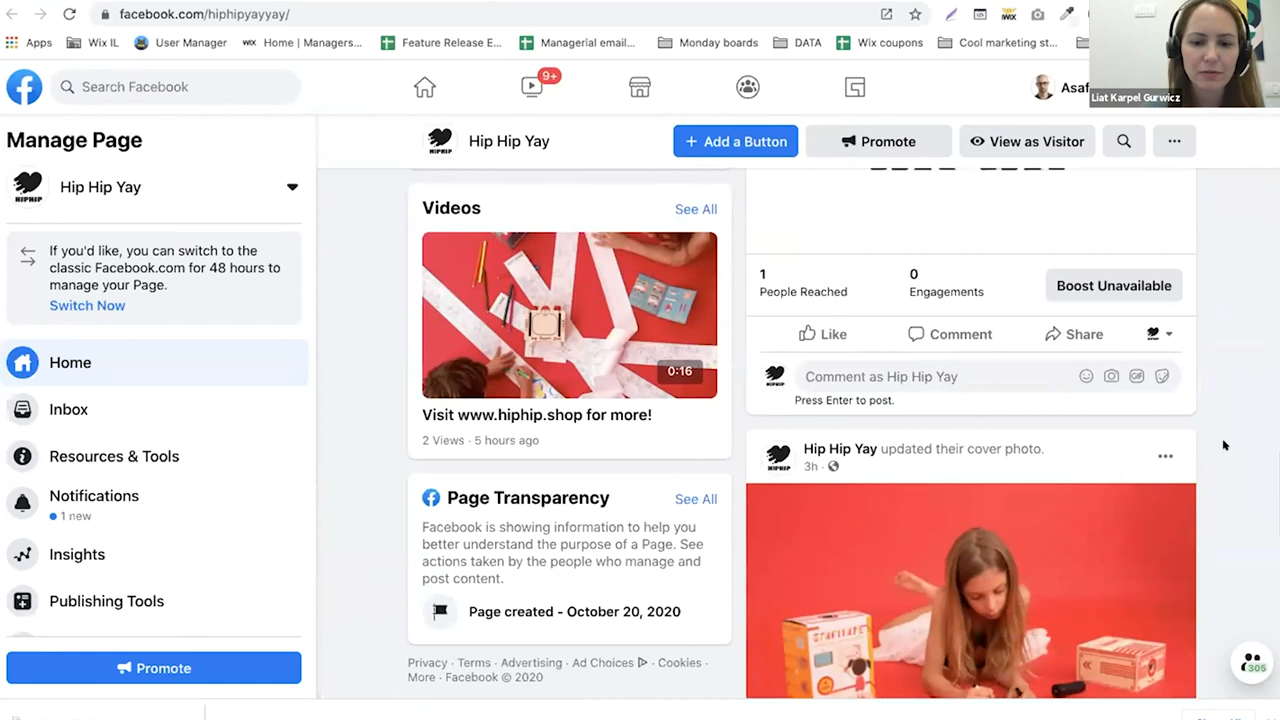 facebook.com/hiphipyayyay/
Apps
Wix IL
User Manager
WIX
Home | Managers...
Feature Release E...
Managerial email...
Monday boards
DATA
Wix coupons
Cool marketing st...
Liat Karpel Gurwicz
Search Facebook
9+
Asaf
Manage Page
Hip Hip Yay
+ Add a Button
Promote
View as Visitor
HIPHIP
Hip Hip Yay
If you'd like, you can switch to the
classic Facebook.com for 48 hours to
manage your Page.
Switch Now
Home
Inbox
Resources & Tools
Notifications
1 new
Insights
Publishing Tools
Promote
Videos
See All
0:16
Visit www.hiphip.shop for more!
2 Views · 5 hours ago
Page Transparency
See All
Facebook is showing information to help you
better understand the purpose of a Page. See
actions taken by the people who manage and
post content.
Page created - October 20, 2020
Privacy · Terms · Advertising · Ad Choices · Cookies ·
More · Facebook © 2020
1
People Reached
0
Engagements
Boost Unavailable
Like
Comment
Share
Comment as Hip Hip Yay
GIF
Press Enter to post.
Hip Hip Yay updated their cover photo.
3h ·
305